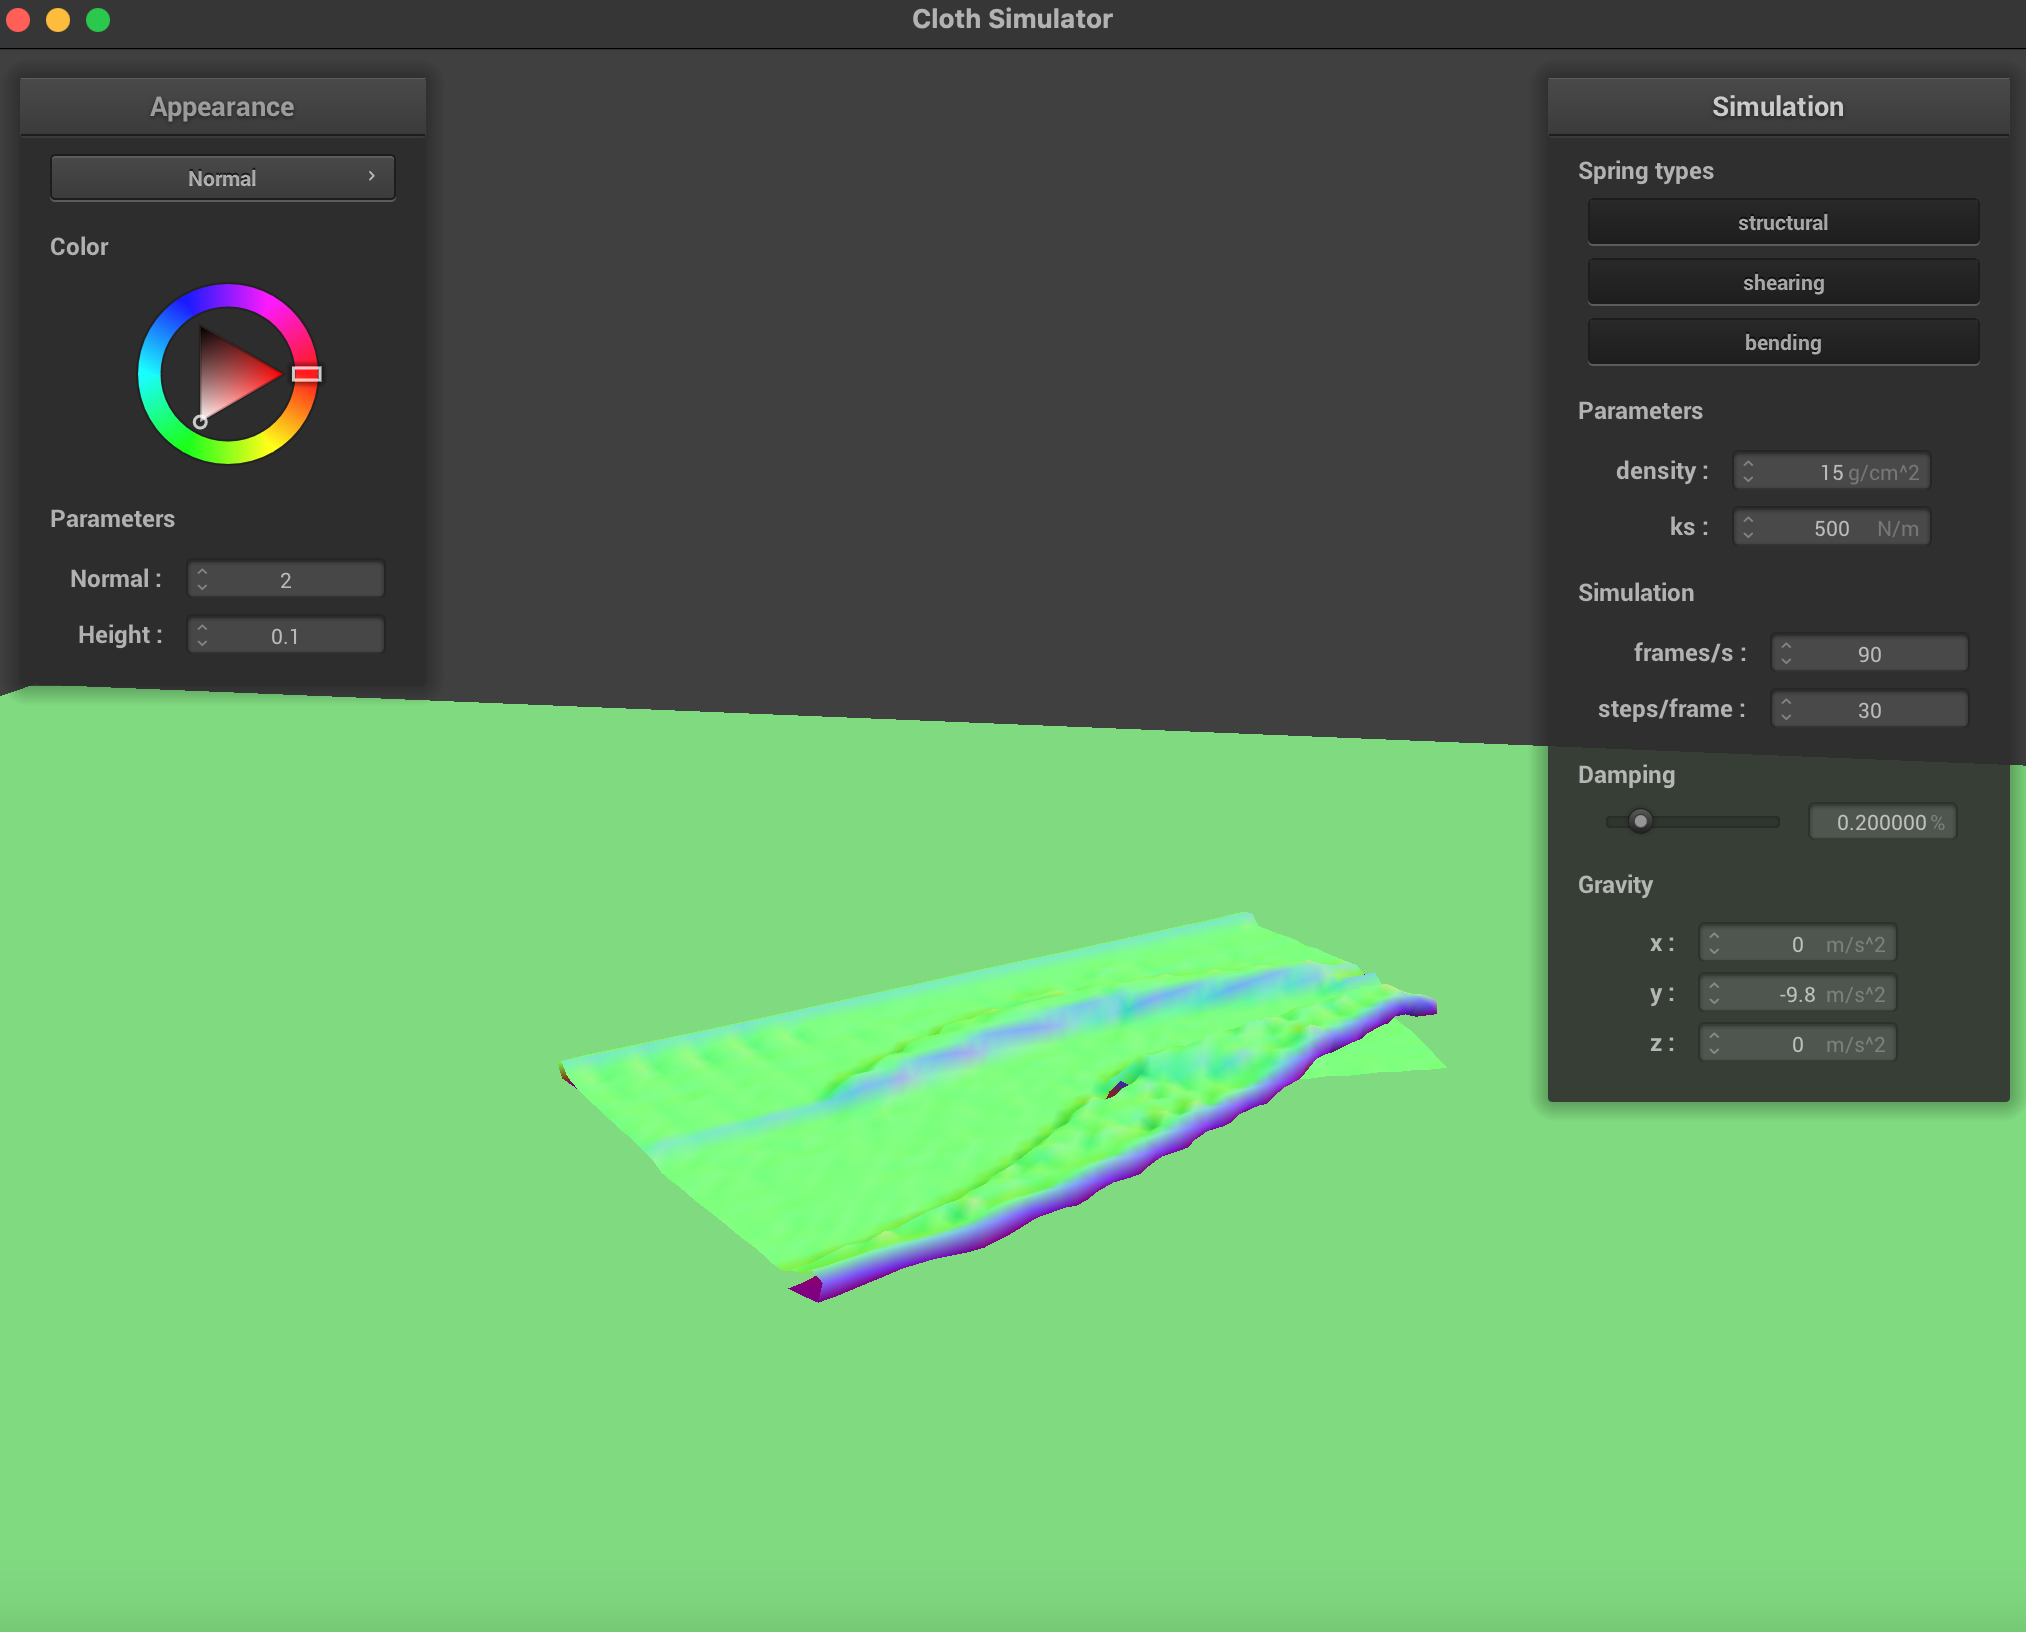 Cloth Simulator
Appearance
Normal
Color
Parameters
Normal : 2
Height : 0.1
Simulation
Spring types
structural
shearing
bending
Parameters
density : 15 g/cm^2
ks : 500 N/m
Simulation
frames/s : 90
steps/frame : 30
Damping
0.200000 %
Gravity
x : 0 m/s^2
y : -9.8 m/s^2
z : 0 m/s^2